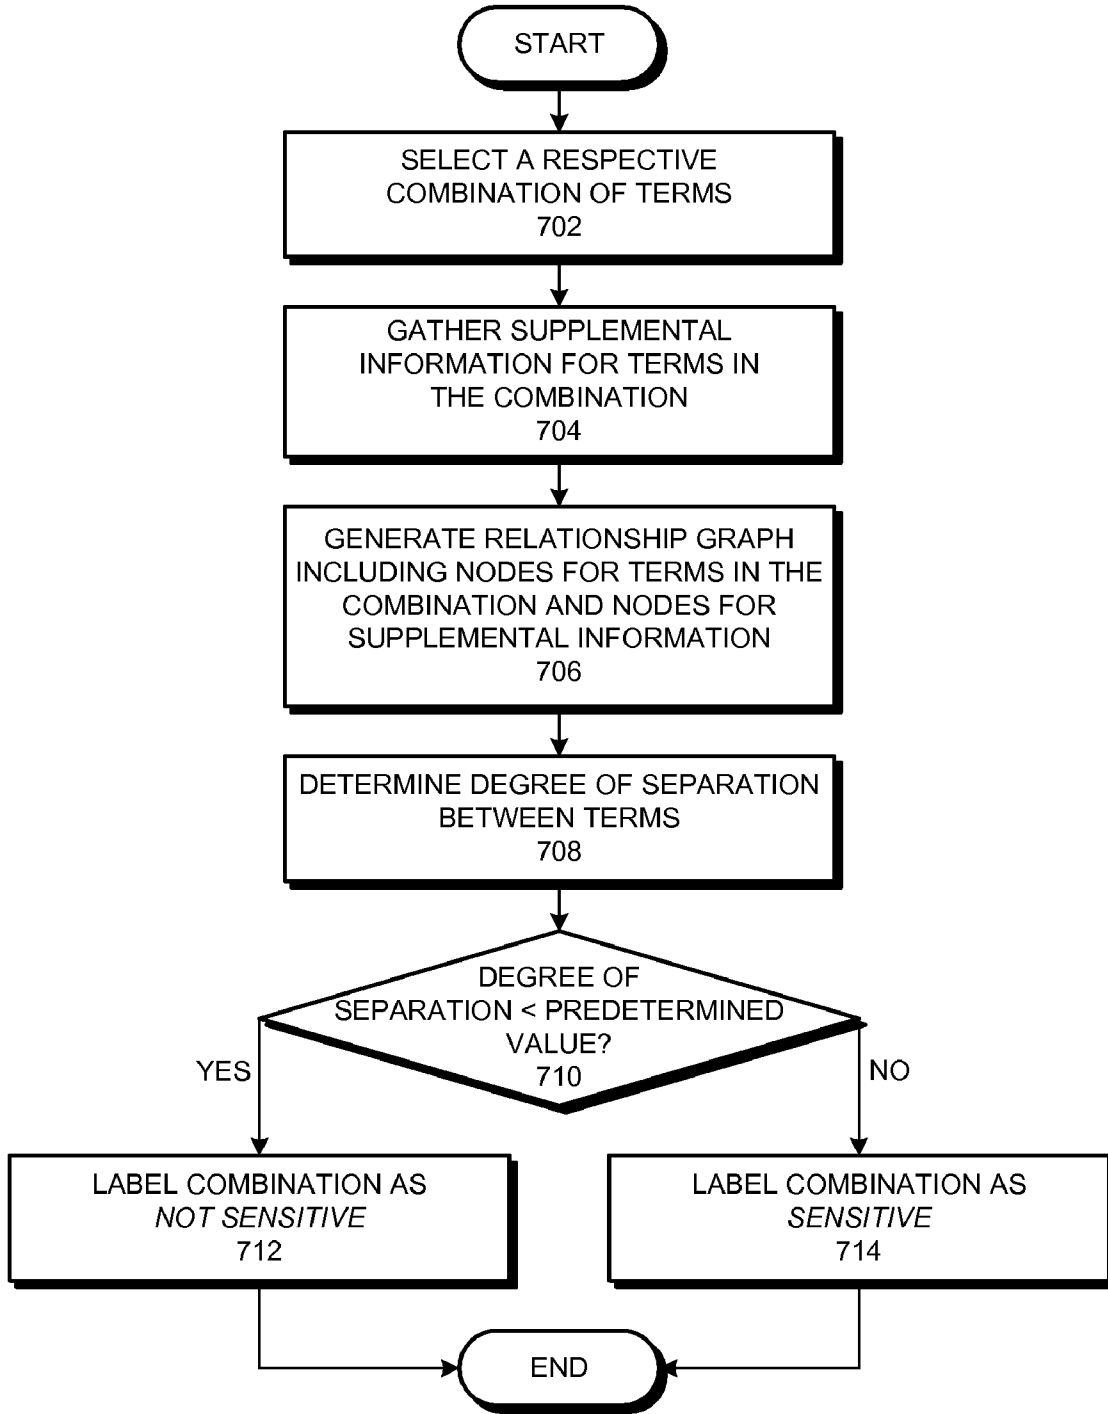 START
SELECT A RESPECTIVE
COMBINATION OF TERMS
702
GATHER SUPPLEMENTAL
INFORMATION FOR TERMS IN
THE COMBINATION
704
GENERATE RELATIONSHIP GRAPH
INCLUDING NODES FOR TERMS IN THE
COMBINATION AND NODES FOR
SUPPLEMENTAL INFORMATION
706
DETERMINE DEGREE OF SEPARATION
BETWEEN TERMS
708
DEGREE OF
SEPARATION < PREDETERMINED
VALUE?
710
YES
NO
LABEL COMBINATION AS
NOT SENSITIVE
712
LABEL COMBINATION AS
SENSITIVE
714
END